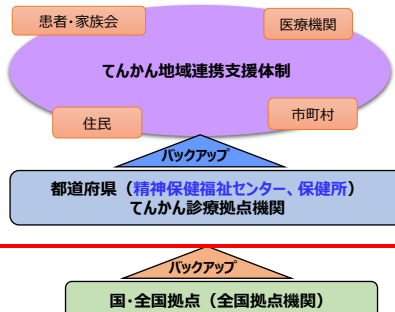 患者・家族会
医療機関
てんかん地域連携支援体制
住民
市町村
バックアップ
都道府県（精神保健福祉センター、保健所）
てんかん診療拠点機関
バックアップ
国・全国拠点（全国拠点機関）